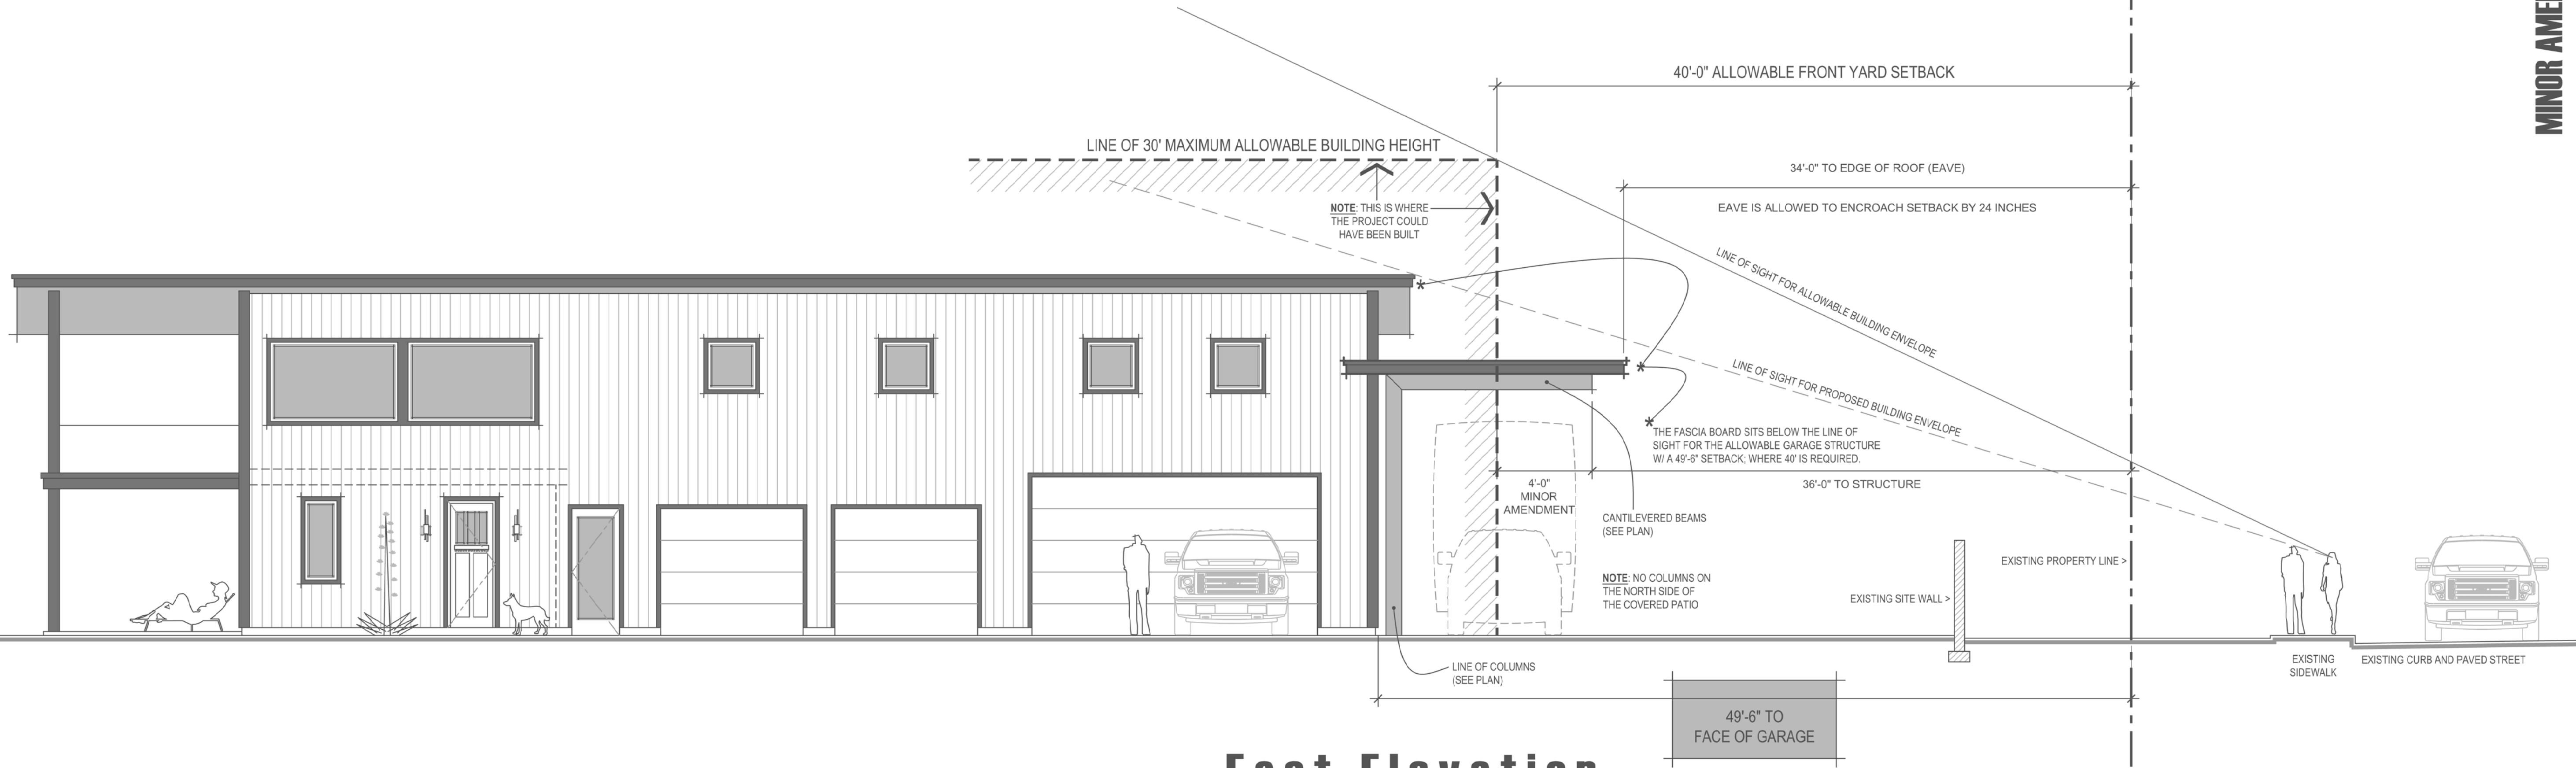 MINOR AME
40'-0" ALLOWABLE FRONT YARD SETBACK
LINE OF 30' MAXIMUM ALLOWABLE BUILDING HEIGHT
34'-0" TO EDGE OF ROOF (EAVE)
EAVE IS ALLOWED TO ENCROACH SETBACK BY 24 INCHES
NOTE: THIS IS WHERE
THE PROJECT COULD
HAVE BEEN BUILT
LINE OF SIGHT FOR ALLOWABLE BUILDING ENVELOPE
LINE OF SIGHT FOR PROPOSED BUILDING ENVELOPE
*
*
* THE FASCIA BOARD SITS BELOW THE LINE OF
SIGHT FOR THE ALLOWABLE GARAGE STRUCTURE
W/ A 49'-6" SETBACK; WHERE 40' IS REQUIRED.
4'-0"
MINOR
AMENDMENT
36'-0" TO STRUCTURE
CANTILEVERED BEAMS
(SEE PLAN)
NOTE: NO COLUMNS ON
THE NORTH SIDE OF
THE COVERED PATIO
EXISTING PROPERTY LINE >
EXISTING SITE WALL >
LINE OF COLUMNS
(SEE PLAN)
EXISTING
SIDEWALK
EXISTING CURB AND PAVED STREET
49'-6" TO
FACE OF GARAGE
East Elevation